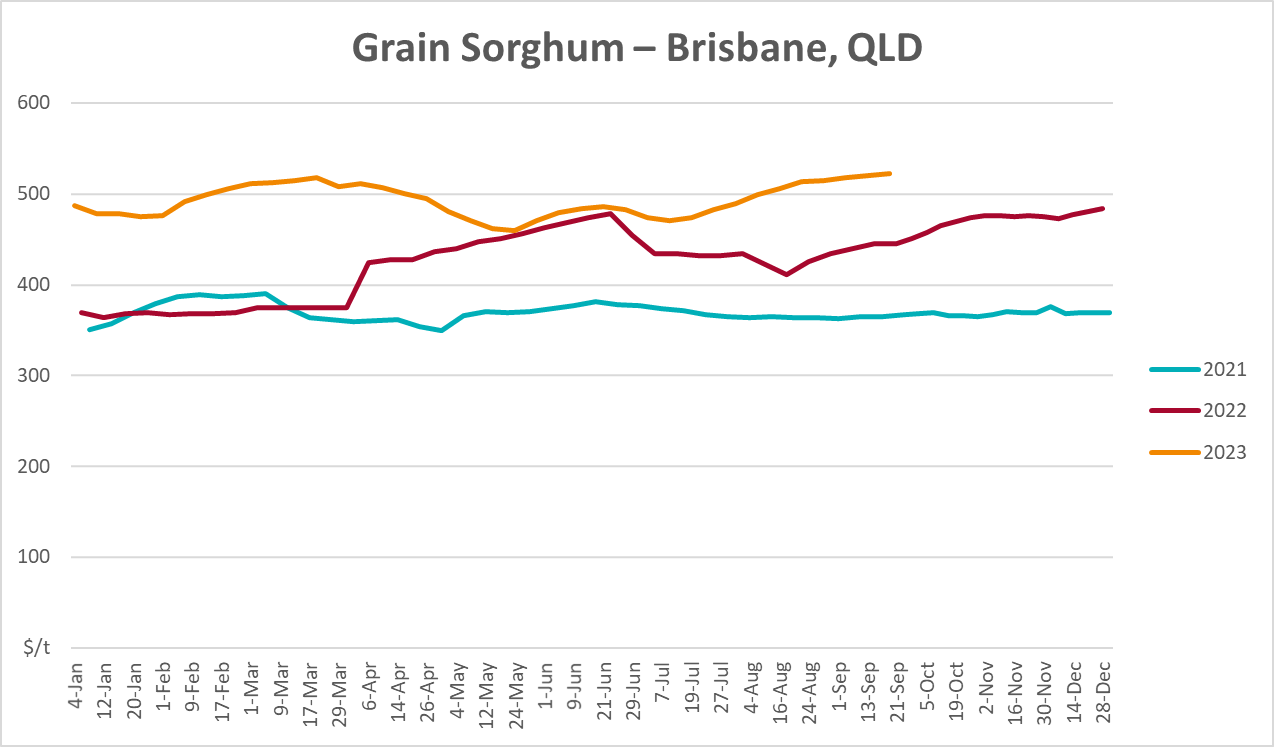 Grain Sorghum – Brisbane, QLD
600
500
400
300
200
100
$/t
4-Jan
12-Jan
20-Jan
1-Feb
9-Feb
17-Feb
1-Mar
9-Mar
17-Mar
29-Mar
6-Apr
14-Apr
26-Apr
4-May
12-May
24-May
1-Jun
9-Jun
21-Jun
29-Jun
7-Jul
19-Jul
27-Jul
4-Aug
16-Aug
24-Aug
1-Sep
13-Sep
21-Sep
5-Oct
19-Oct
2-Nov
16-Nov
30-Nov
14-Dec
28-Dec
2021
2022
2023